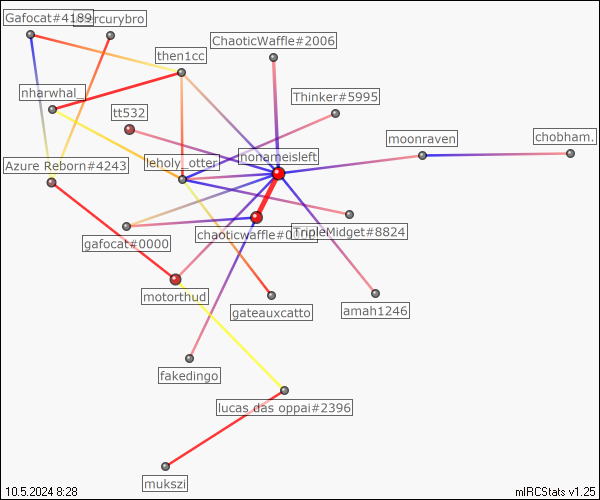 Gafocat#4189
mercurybro
ChaoticWaffle#2006
then1cc
nharwhal_
Thinker#5995
tt532
moonraven
chobham.
Azure Reborn#4243
leholy_otter
nonameisleft
gafocat#0000
chaoticwaffle#0
TripleMidget#8824
motorthud
gateauxcatto
amah1246
fakedingo
lucas das oppai#2396
mukszi
10.5.2024 8:28
mIRCStats v1.25